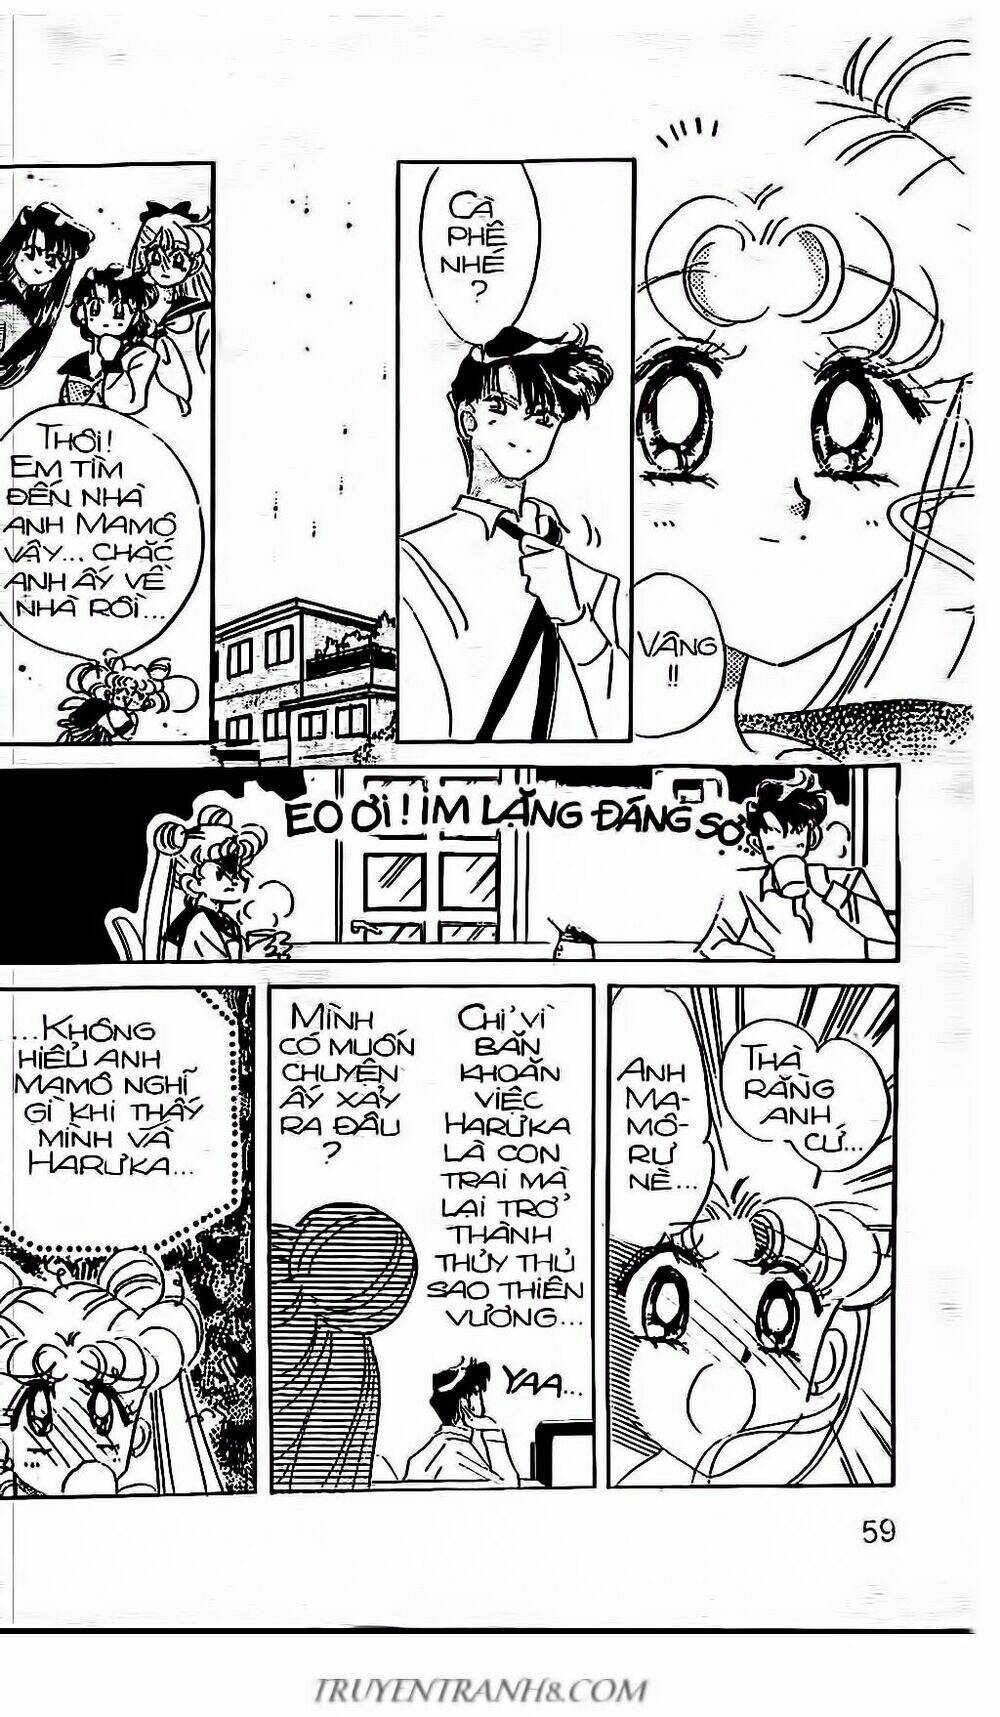 CÀ
PHÊ
NHÉ
?
VÂNG
!!
THÔI!
EM TÌM
ĐẾN NHÀ
ANH MAMÔ
VẬY... CHẮC
ANH ẤY VỀ
NHÀ RỒI...
EO ƠI! IM LẶNG ĐÁNG SỢ...
THÀ
RẰNG
ANH
CỨ...
ANH
MA-
MÔ-
RƯ
NÈ...
CHỈ VÌ
BĂN
KHOĂN
VIỆC
HARƯKA
LÀ CON
TRAI MÀ
LẠI TRỞ
THÀNH
THỦY THỦ
SAO THIÊN
VƯƠNG...
YAA...
MÌNH
CÓ MUỐN
CHUYỆN
ẤY XẢY
RA ĐÂU
?
...KHÔNG
HIỂU ANH
MAMÔ NGHĨ
GÌ KHI THẤY
MÌNH VÀ
HARƯKA...
59
TRUYENTRANH8.COM